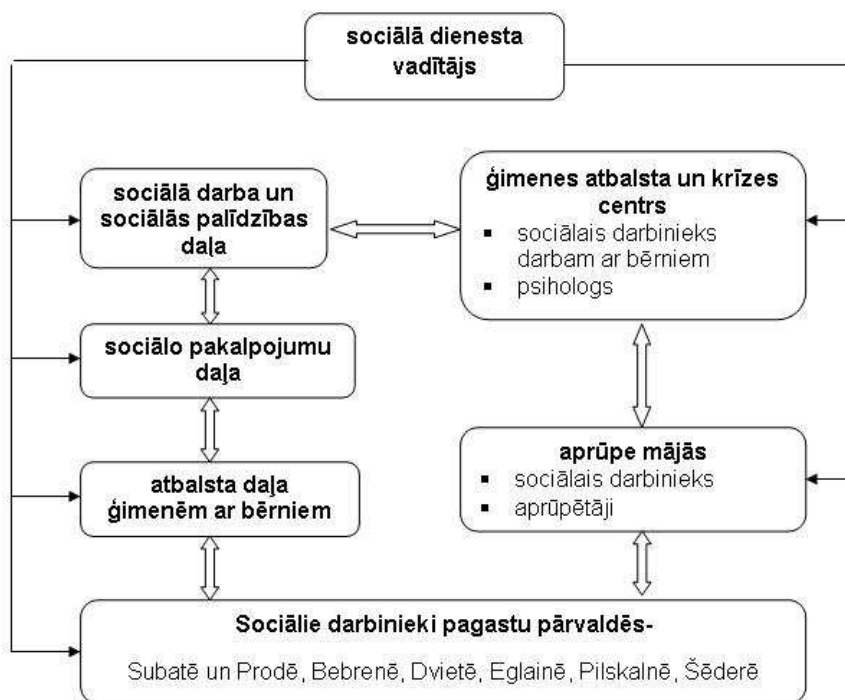 sociālā dienesta
vadītājs
sociālā darba un
sociālās palīdzības
daļa
ģimenes atbalsta un krīzes
centrs
▪ sociālais darbinieks
darbam ar bērniem
▪ psihologs
sociālo pakalpojumu
daļa
atbalsta daļa
ģimenēm ar bērniem
aprūpe mājās
▪ sociālais darbinieks
▪ aprūpētāji
Sociālie darbinieki pagastu pārvaldēs-
Subatē un Prodē, Bebrenē, Dvietē, Eglainē, Pilskalnē, Šēderē